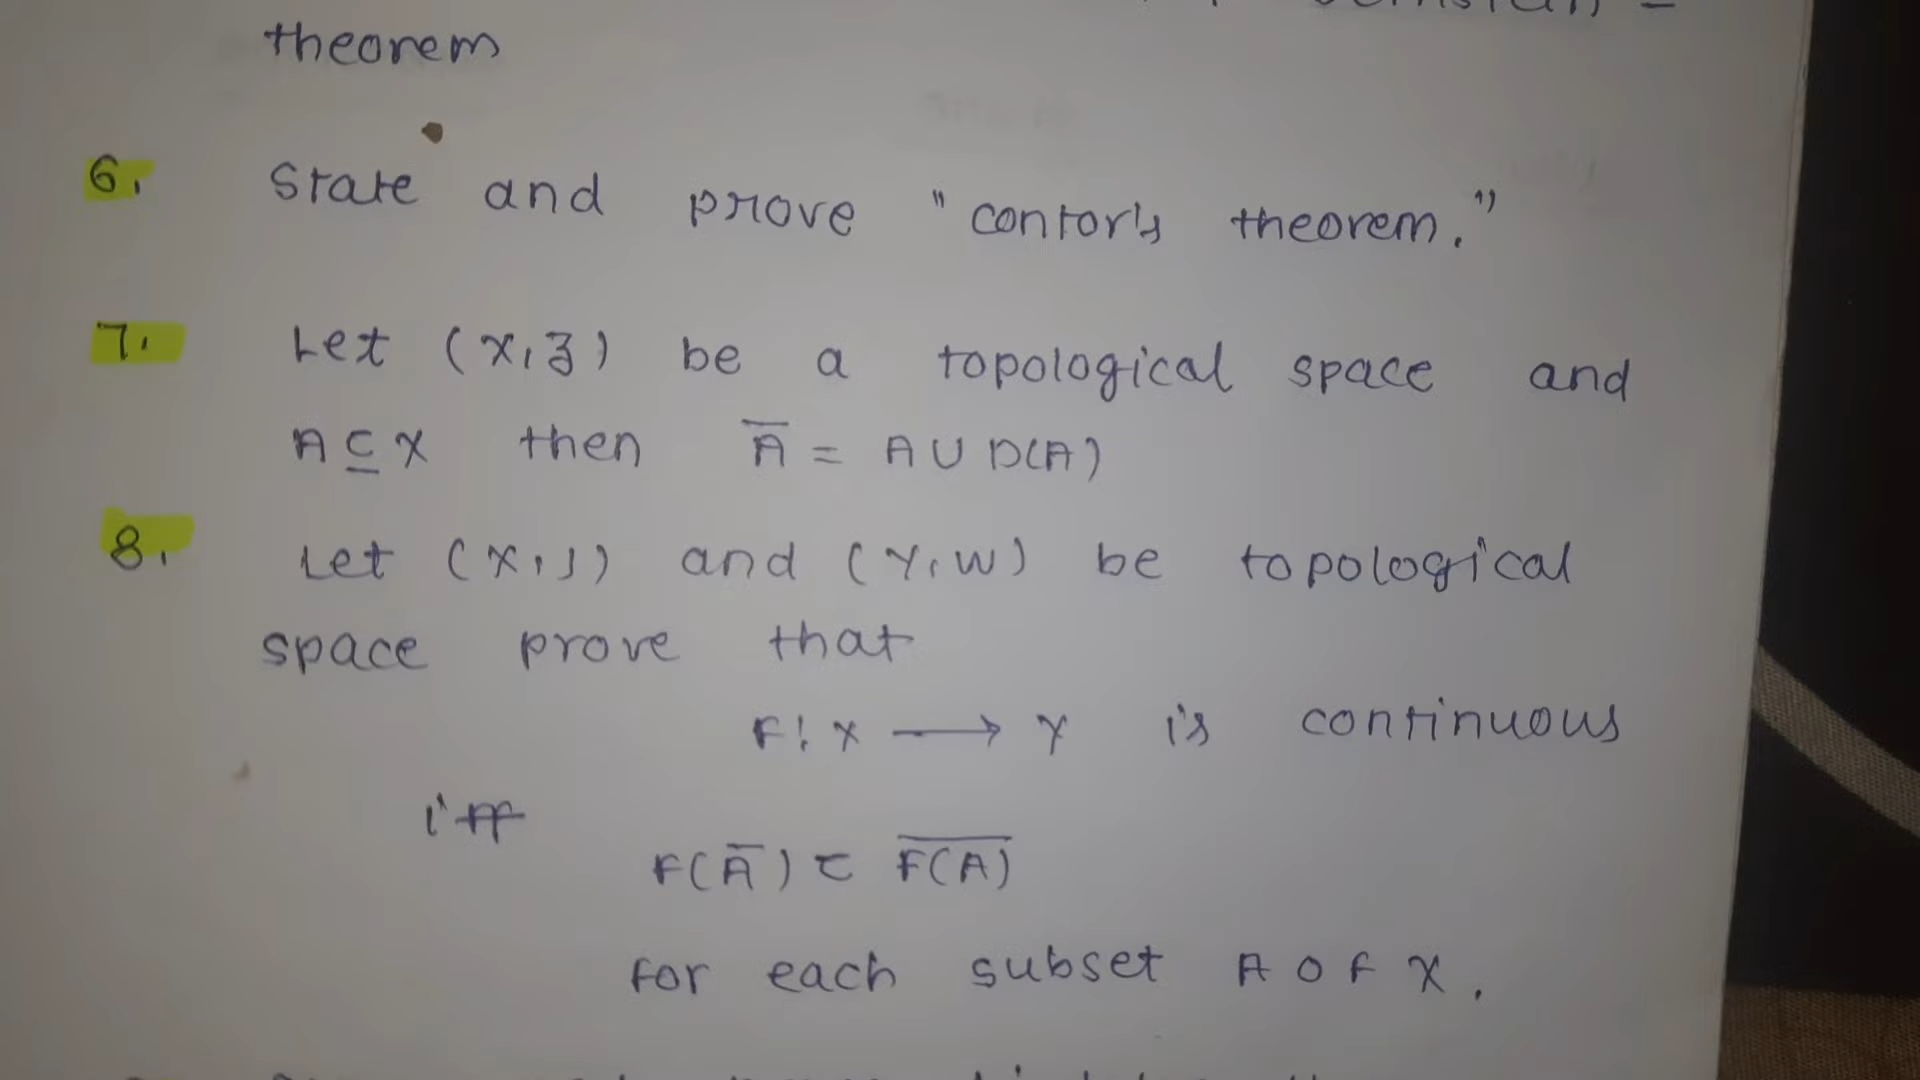 theorem
6. State and prove "contor's theorem."
7. Let (X, ℨ) be a topological space and
A ⊆ X then A̅ = A ∪ D(A)
8. Let (X, J) and (Y, W) be topological
space prove that
F: X ⟶ Y is continuous
iff
F(A̅) ⊂ \overline{F(A)}
For each subset A OF X.